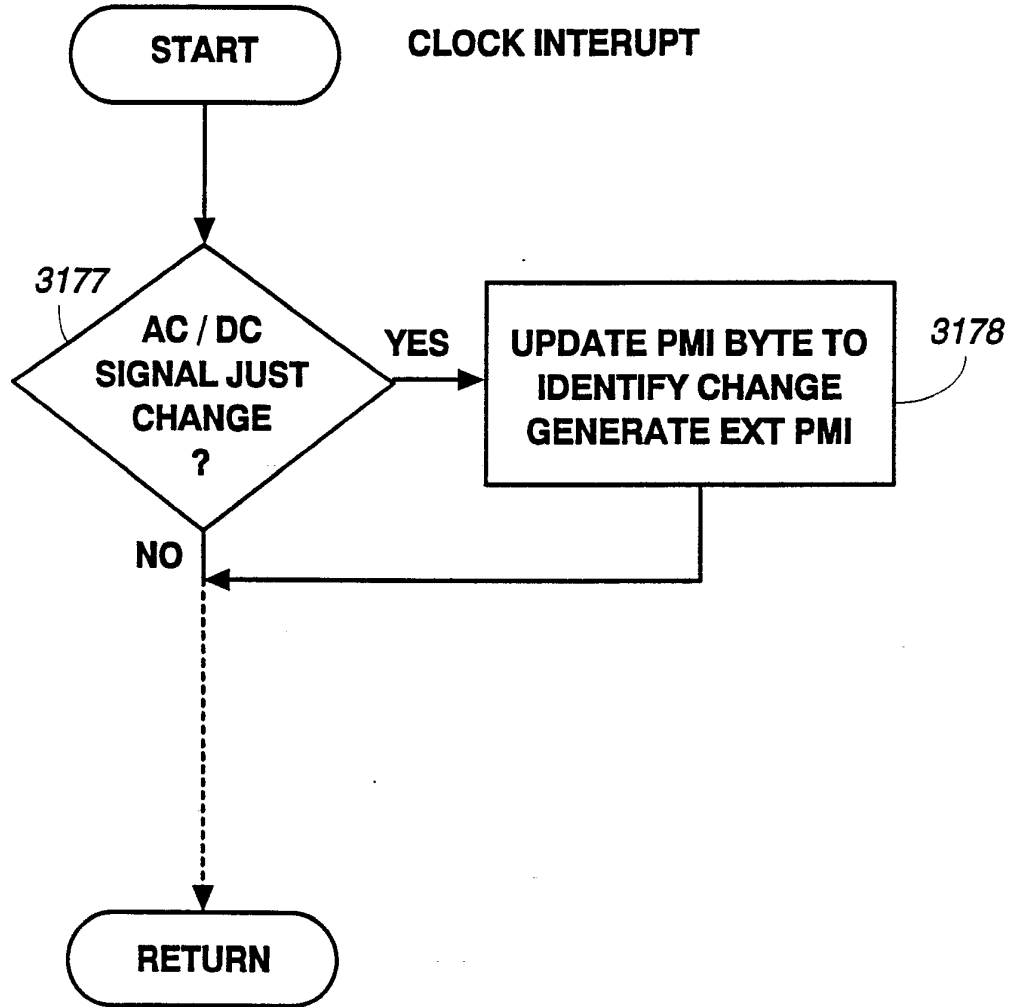 START
CLOCK INTERUPT
3177
AC / DC
SIGNAL JUST
CHANGE
?
YES
UPDATE PMI BYTE TO
IDENTIFY CHANGE
GENERATE EXT PMI
3178
NO
RETURN